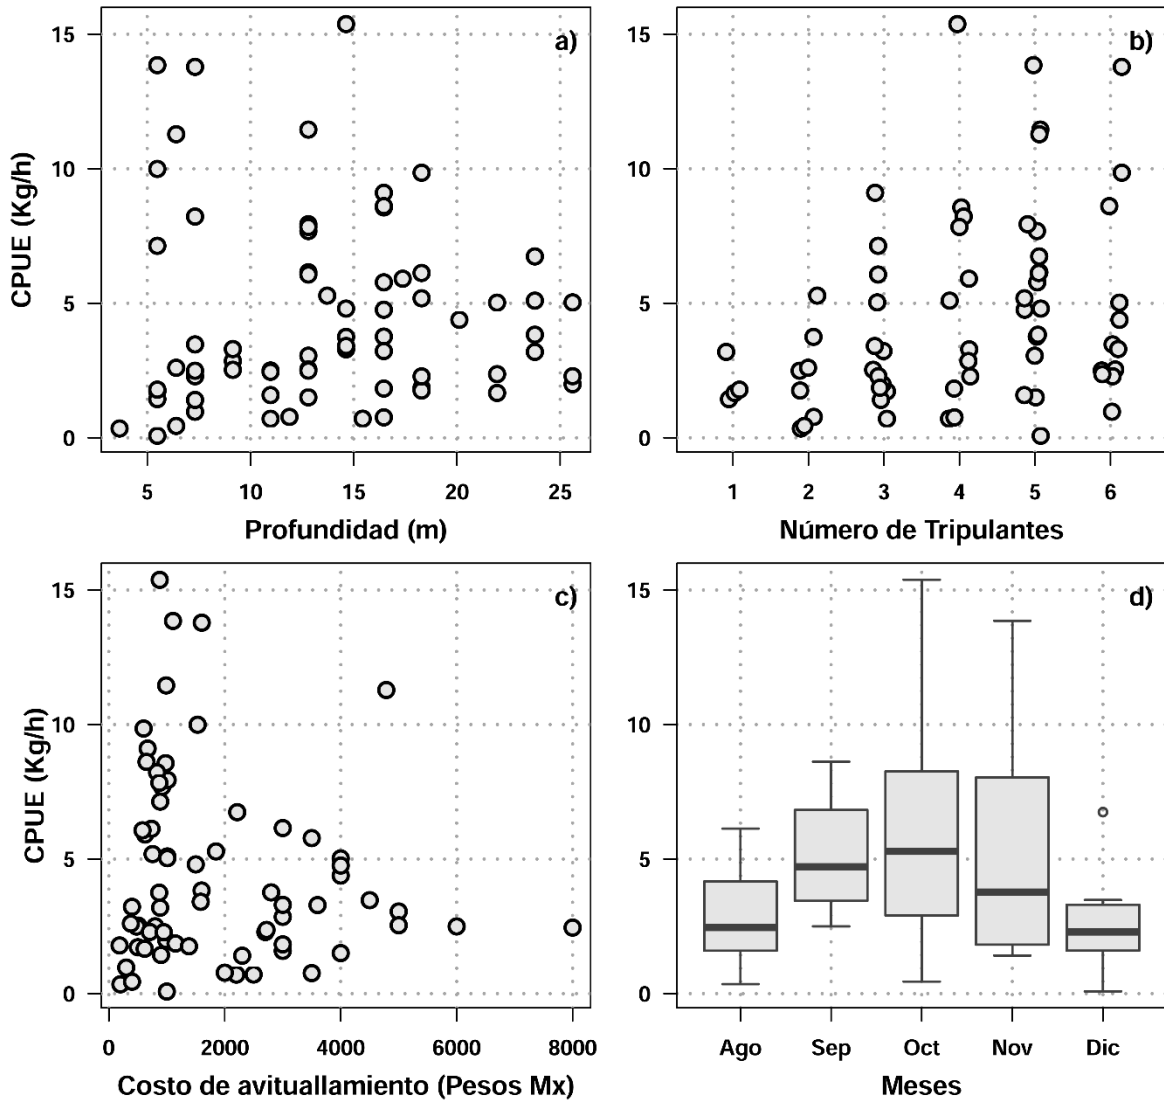 a)
15
10
5
0
CPUE (Kg/h)
5
10
15
20
25
Profundidad (m)
b)
15
10
5
0
1
2
3
4
5
6
Número de Tripulantes
c)
15
10
5
0
CPUE (Kg/h)
0
2000
4000
6000
8000
Costo de avituallamiento (Pesos Mx)
d)
15
10
5
0
Ago
Sep
Oct
Nov
Dic
Meses